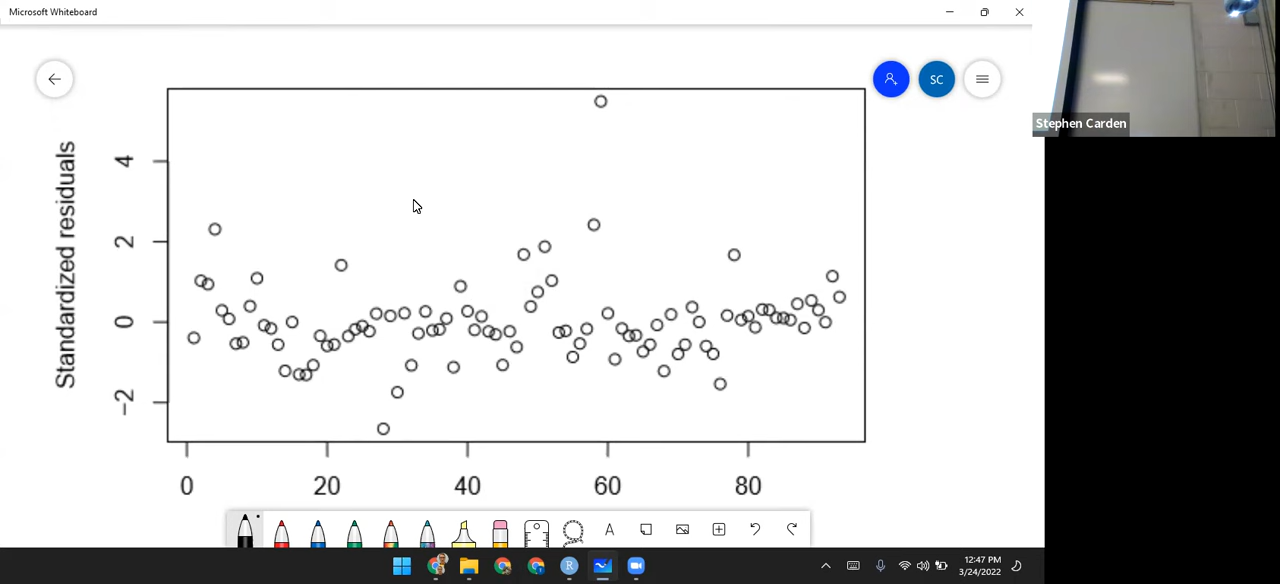 Microsoft Whiteboard
SC
Stephen Carden
Standardized residuals
4
2
0
−2
0 20 40 60 80
A
12:47 PM
3/24/2022